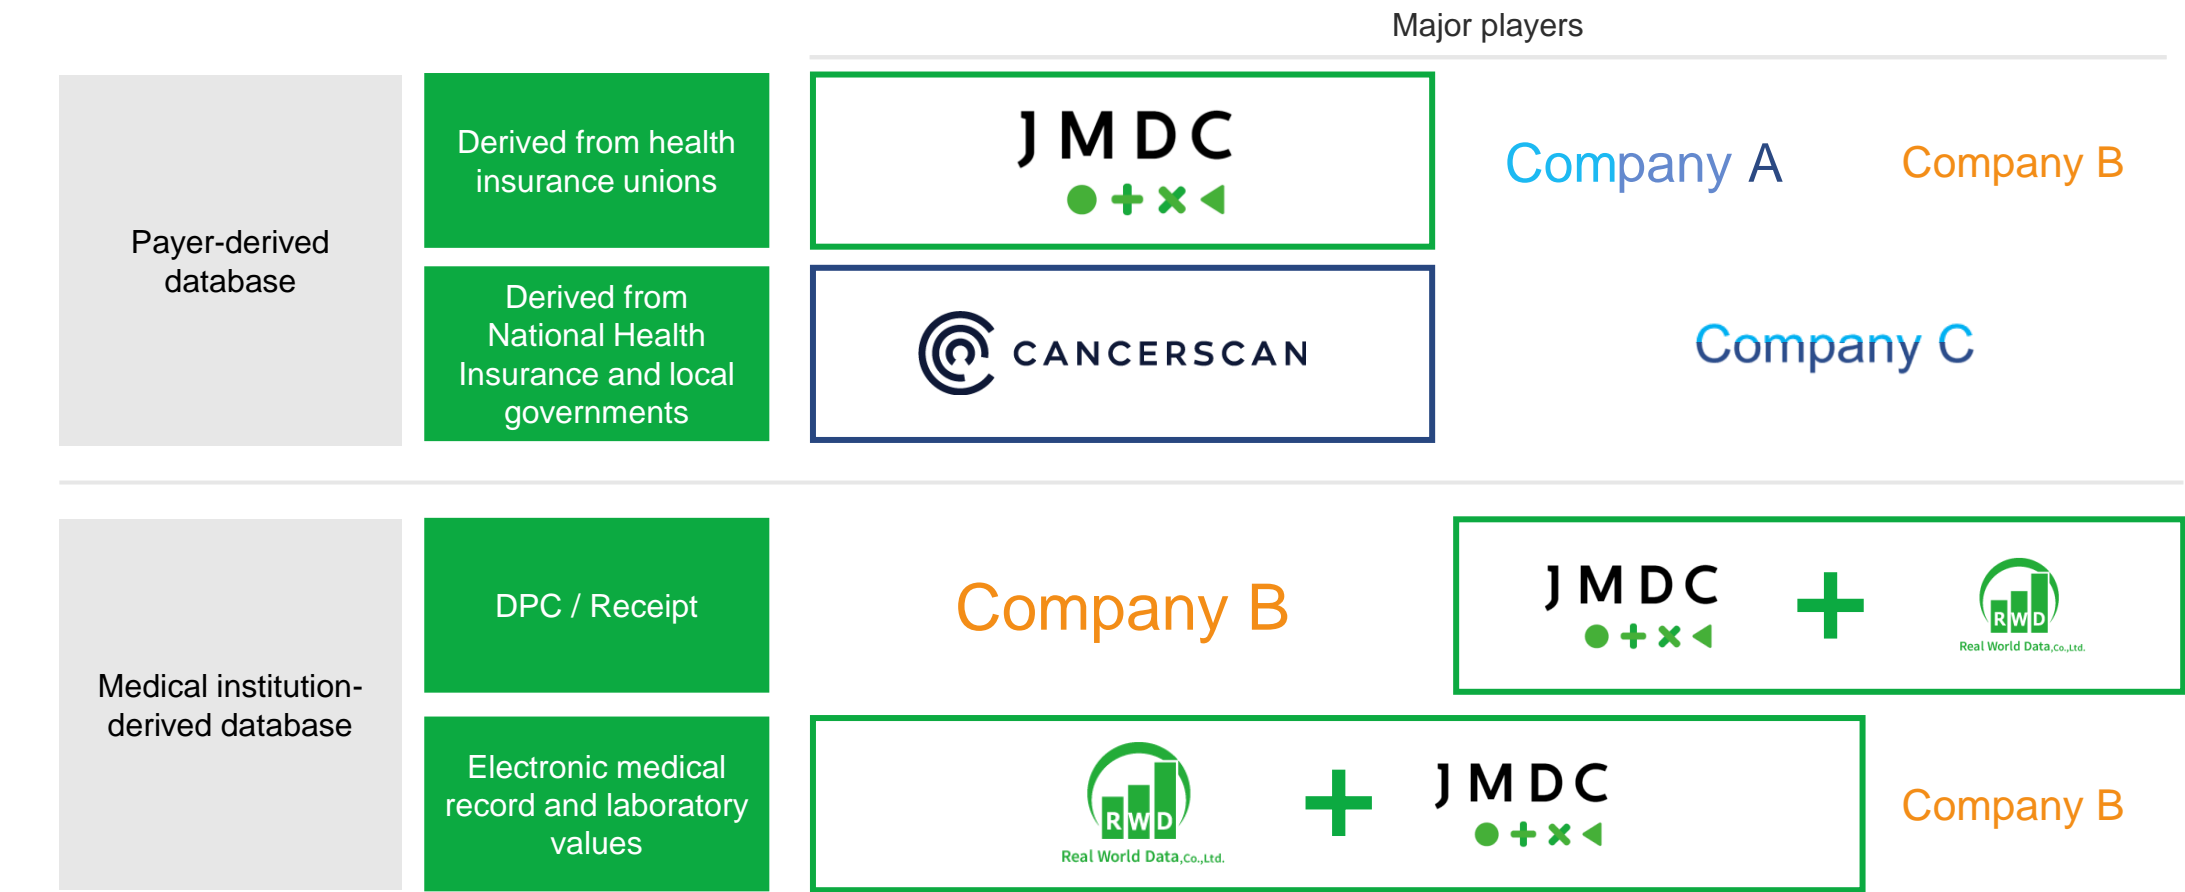 Major players
Payer-derived
database
Derived from health
insurance unions
JMDC
Company A
Company B
Derived from
National Health
Insurance and local
governments
CANCERSCAN
Company C
Medical institution-
derived database
DPC / Receipt
Company B
JMDC
RWD
Real World Data,Co.,Ltd.
Electronic medical
record and laboratory
values
RWD
Real World Data,Co.,Ltd.
JMDC
Company B